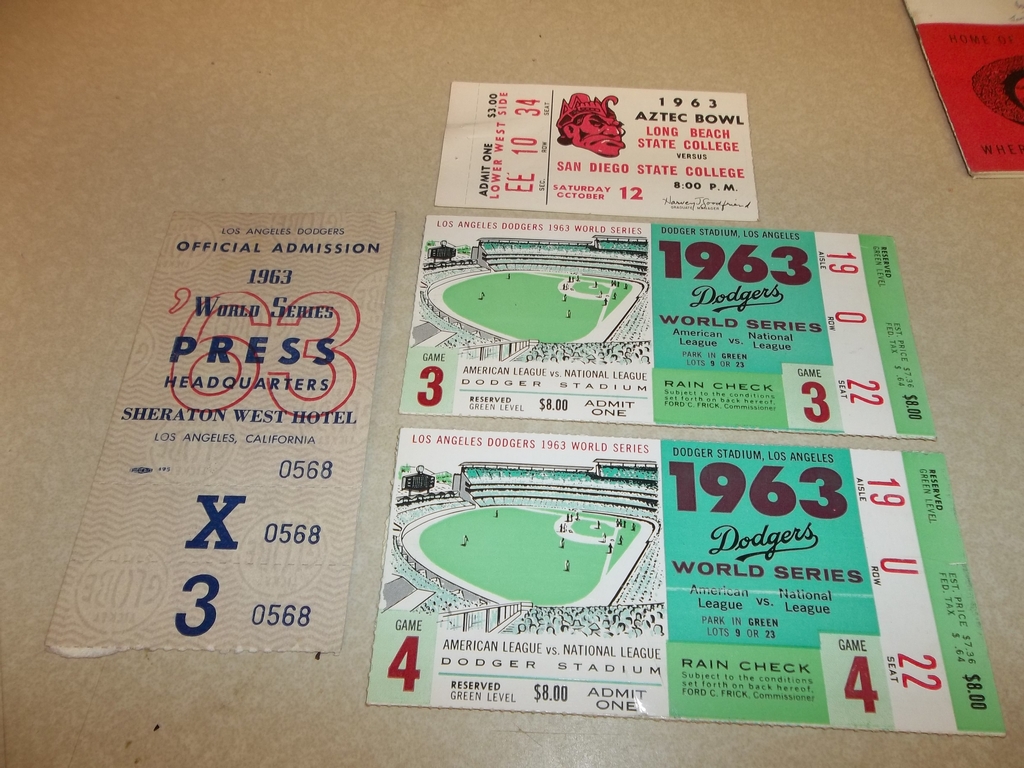 HOME OF
WHER
ADMIT ONE $3.00
LOWER WEST SIDE
EE 10 34
SEC. ROW SEAT
1963
AZTEC BOWL
LONG BEACH
STATE COLLEGE
VERSUS
SAN DIEGO STATE COLLEGE
SATURDAY
OCTOBER 12
8:00 P.M.
GRADUATE MANAGER
LOS ANGELES DODGERS
OFFICIAL ADMISSION
1963
'63
WORLD SERIES
PRESS
HEADQUARTERS
SHERATON WEST HOTEL
LOS ANGELES, CALIFORNIA
0568
X 0568
3 0568
LOS ANGELES DODGERS 1963 WORLD SERIES
GAME
3
AMERICAN LEAGUE vs. NATIONAL LEAGUE
DODGER STADIUM
RESERVED
GREEN LEVEL
$8.00
ADMIT
ONE
DODGER STADIUM, LOS ANGELES
1963
Dodgers
WORLD SERIES
American National
League vs. League
PARK IN GREEN
LOTS 9 OR 23
RAIN CHECK
Subject to the conditions
set forth on back hereof.
FORD C. FRICK, Commissioner
GAME
3
AISLE 19
ROW 0
SEAT 22
RESERVED
GREEN LEVEL
EST. PRICE $7.36
FED. TAX $.64
$8.00
LOS ANGELES DODGERS 1963 WORLD SERIES
GAME
4
AMERICAN LEAGUE vs. NATIONAL LEAGUE
DODGER STADIUM
RESERVED
GREEN LEVEL
$8.00
ADMIT
ONE
DODGER STADIUM, LOS ANGELES
1963
Dodgers
WORLD SERIES
American National
League vs. League
PARK IN GREEN
LOTS 9 OR 23
RAIN CHECK
Subject to the conditions
set forth on back hereof.
FORD C. FRICK, Commissioner
GAME
4
AISLE 19
ROW U
SEAT 22
RESERVED
GREEN LEVEL
EST. PRICE $7.36
FED. TAX .64
$8.00